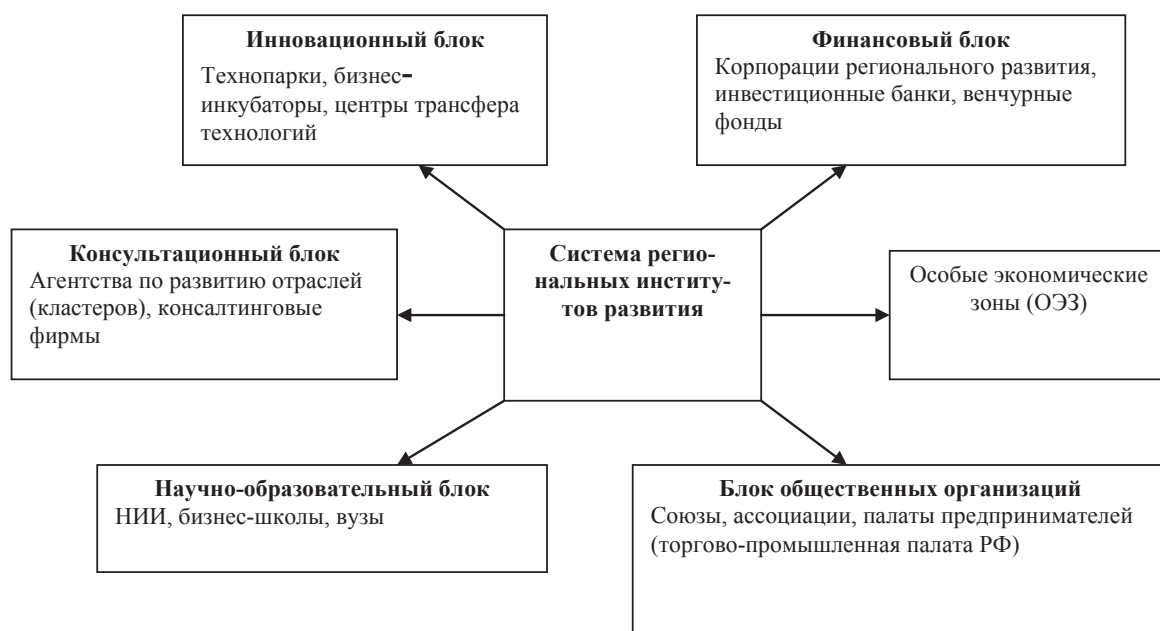 Инновационный блок
Технопарки, бизнес-
инкубаторы, центры трансфера
технологий
Финансовый блок
Корпорации регионального развития,
инвестиционные банки, венчурные
фонды
Консультационный блок
Агентства по развитию отраслей
(кластеров), консалтинговые
фирмы
Система регио-
нальных институ-
тов развития
Особые экономические
зоны (ОЭЗ)
Научно-образовательный блок
НИИ, бизнес-школы, вузы
Блок общественных организаций
Союзы, ассоциации, палаты предпринимателей
(торгово-промышленная палата РФ)